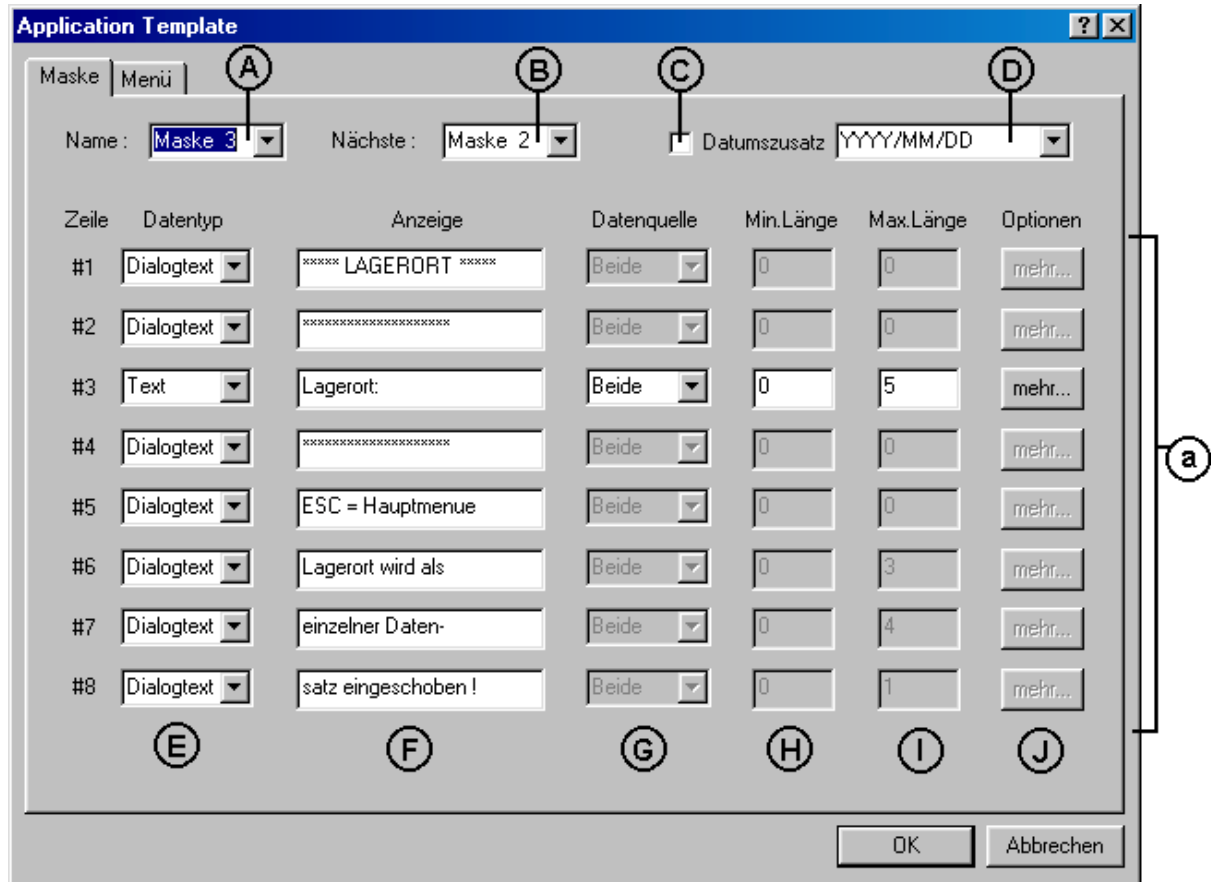 Application Template
Maske Menü A B C D
Name : Maske 3 Nächste : Maske 2 Datumszusatz YYYY/MM/DD
Zeile Datentyp Anzeige Datenquelle Min.Länge Max.Länge Optionen
#1 Dialogtext ***** LAGERORT ***** Beide 0 0 mehr...
#2 Dialogtext ******************** Beide 0 0 mehr...
#3 Text Lagerort: Beide 0 5 mehr...
#4 Dialogtext ******************** Beide 0 0 mehr...
a
#5 Dialogtext ESC = Hauptmenue Beide 0 0 mehr...
#6 Dialogtext Lagerort wird als Beide 0 3 mehr...
#7 Dialogtext einzelner Daten- Beide 0 4 mehr...
#8 Dialogtext satz eingeschoben ! Beide 0 1 mehr...
E F G H I J
OK Abbrechen